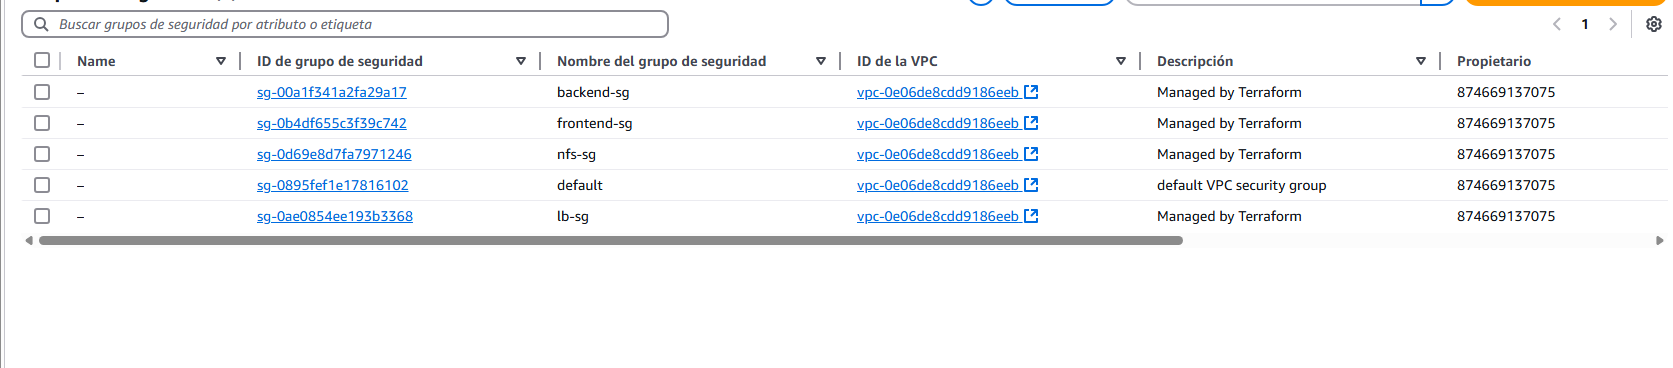 Buscar grupos de seguridad por atributo o etiqueta
1
Name ID de grupo de seguridad Nombre del grupo de seguridad ID de la VPC Descripción Propietario
– sg-00a1f341a2fa29a17 backend-sg vpc-0e06de8cdd9186eeb Managed by Terraform 874669137075
– sg-0b4df655c3f39c742 frontend-sg vpc-0e06de8cdd9186eeb Managed by Terraform 874669137075
– sg-0d69e8d7fa7971246 nfs-sg vpc-0e06de8cdd9186eeb Managed by Terraform 874669137075
– sg-0895fef1e17816102 default vpc-0e06de8cdd9186eeb default VPC security group 874669137075
– sg-0ae0854ee193b3368 lb-sg vpc-0e06de8cdd9186eeb Managed by Terraform 874669137075